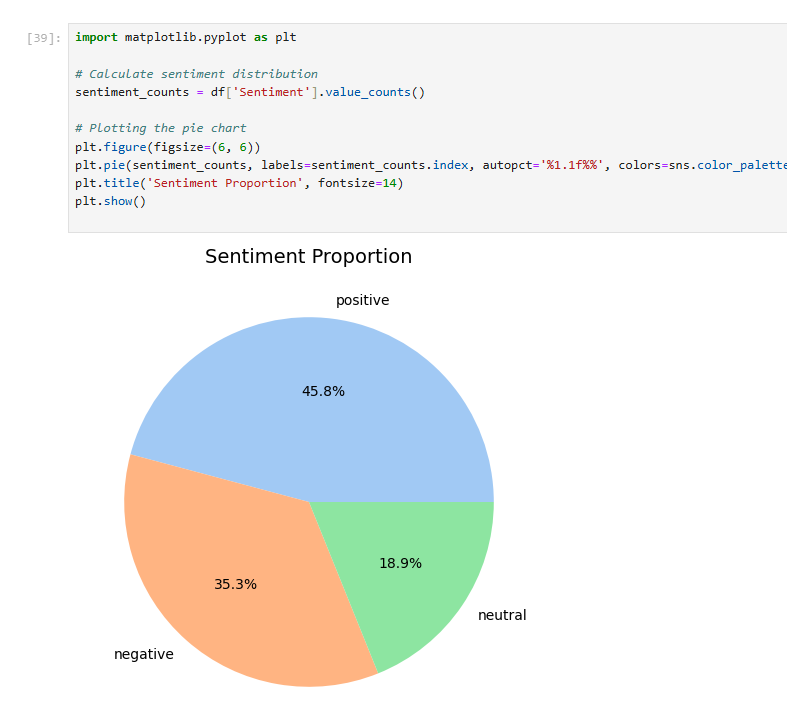 [39]:
import matplotlib.pyplot as plt
# Calculate sentiment distribution
sentiment_counts = df['Sentiment'].value_counts()
# Plotting the pie chart
plt.figure(figsize=(6, 6))
plt.pie(sentiment_counts, labels=sentiment_counts.index, autopct='%1.1f%%', colors=sns.color_palette
plt.title('Sentiment Proportion', fontsize=14)
plt.show()
Sentiment Proportion
positive
45.8%
18.9%
35.3%
neutral
negative